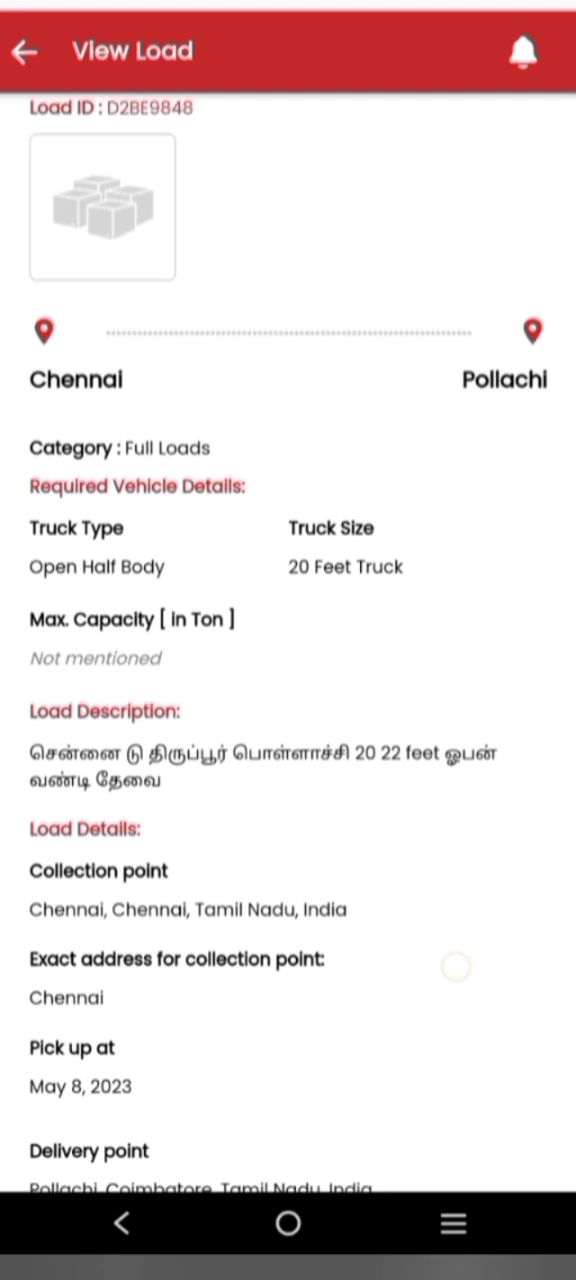 View Load
Load ID : D2BE9848
Chennai
Pollachi
Category : Full Loads
Required Vehicle Details:
Truck Type
Truck Size
Open Half Body
20 Feet Truck
Max. Capacity [ in Ton ]
Not mentioned
Load Description:
சென்னை டு திருப்பூர் பொள்ளாச்சி 20 22 feet ஓபன்
வண்டி தேவை
Load Details:
Collection point
Chennai, Chennai, Tamil Nadu, India
Exact address for collection point:
Chennai
Pick up at
May 8, 2023
Delivery point
Pollachi, Coimbatore, Tamil Nadu, India